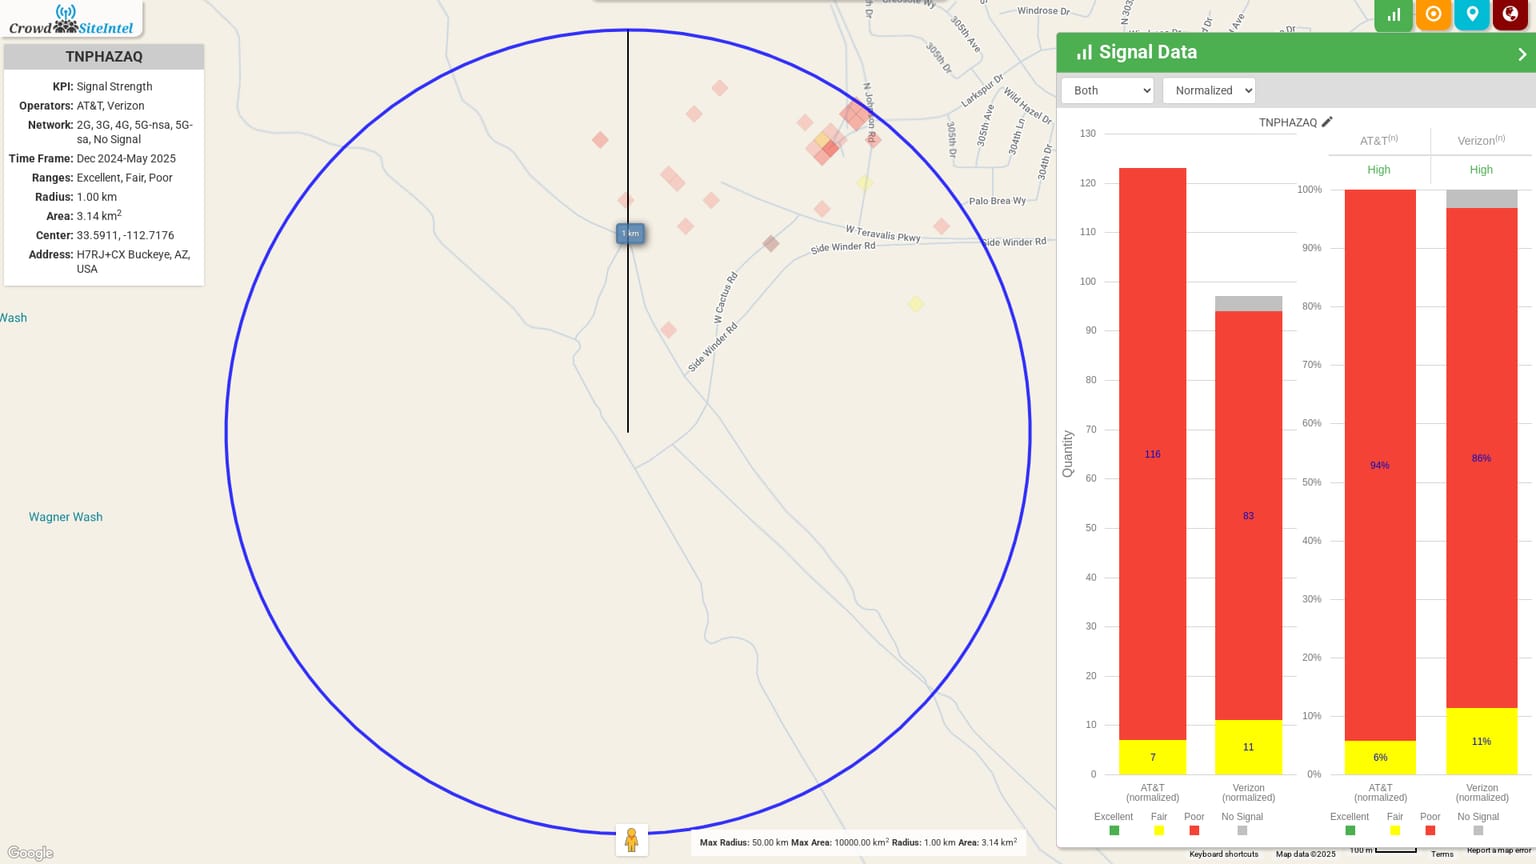 CrowdSiteIntel
TNPHAZAQ
KPI: Signal Strength
Operators: AT&T, Verizon
Network: 2G, 3G, 4G, 5G-nsa, 5G-
sa, No Signal
Time Frame: Dec 2024-May 2025
Ranges: Excellent, Fair, Poor
Radius: 1.00 km
Area: 3.14 km²
Center: 33.5911, -112.7176
Address: H7RJ+CX Buckeye, AZ,
USA
Wash
Wagner Wash
1 km
Windrose Dr
305th Ave
305th Dr
Larkspur Dr
Wild Hazel Dr
N Johnson Rd
305th Dr
305th Ave
304th Ln
304th Dr
Palo Brea Wy
W Teravalis Pkwy
Side Winder Rd
Side Winder Rd
W Cactus Rd
Side Winder Rd
Signal Data
Both
Normalized
TNPHAZAQ
Quantity
130
120
110
100
90
80
70
60
50
40
30
20
10
0
116
7
83
11
AT&T
(normalized)
Verizon
(normalized)
Excellent Fair Poor No Signal
AT&T(n) Verizon(n)
High High
100%
90%
80%
70%
60%
50%
40%
30%
20%
10%
0%
94%
6%
86%
11%
AT&T
(normalized)
Verizon
(normalized)
Excellent Fair Poor No Signal
Max Radius: 50.00 km Max Area: 10000.00 km² Radius: 1.00 km Area: 3.14 km²
Google
Keyboard shortcuts Map data ©2025 100 m Terms Report a map error